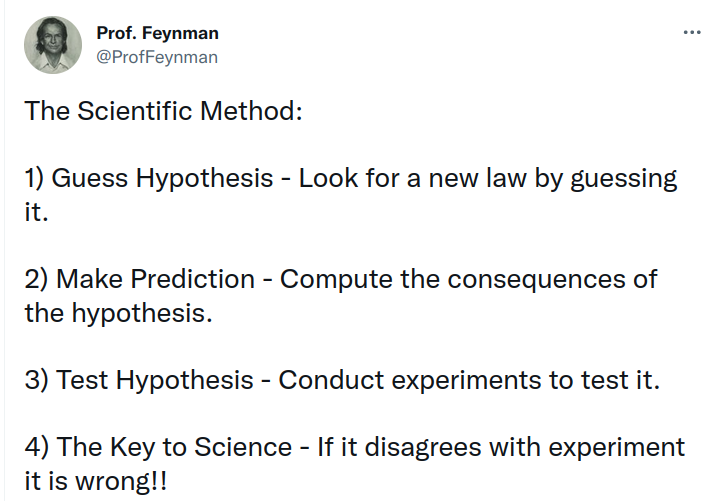 Prof. Feynman
@ProfFeynman
The Scientific Method:
1) Guess Hypothesis - Look for a new law by guessing
it.
2) Make Prediction - Compute the consequences of
the hypothesis.
3) Test Hypothesis - Conduct experiments to test it.
4) The Key to Science - If it disagrees with experiment
it is wrong!!